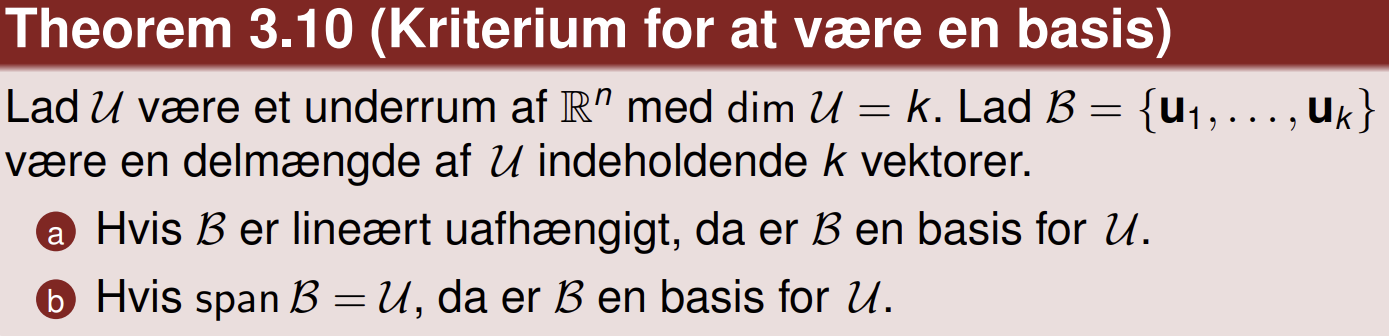 Theorem 3.10 (Kriterium for at være en basis)
Lad 𝒰 være et underrum af ℝⁿ med dim 𝒰 = k. Lad ℬ = {𝐮₁, . . . , 𝐮ₖ}
være en delmængde af 𝒰 indeholdende k vektorer.
a Hvis ℬ er lineært uafhængigt, da er ℬ en basis for 𝒰.
b Hvis span ℬ = 𝒰, da er ℬ en basis for 𝒰.